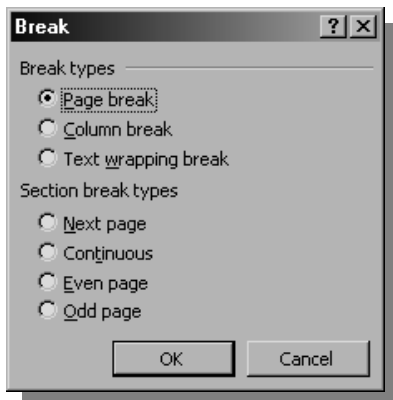 Break
Break types
Page break
Column break
Text wrapping break
Section break types
Next page
Continuous
Even page
Odd page
OK Cancel